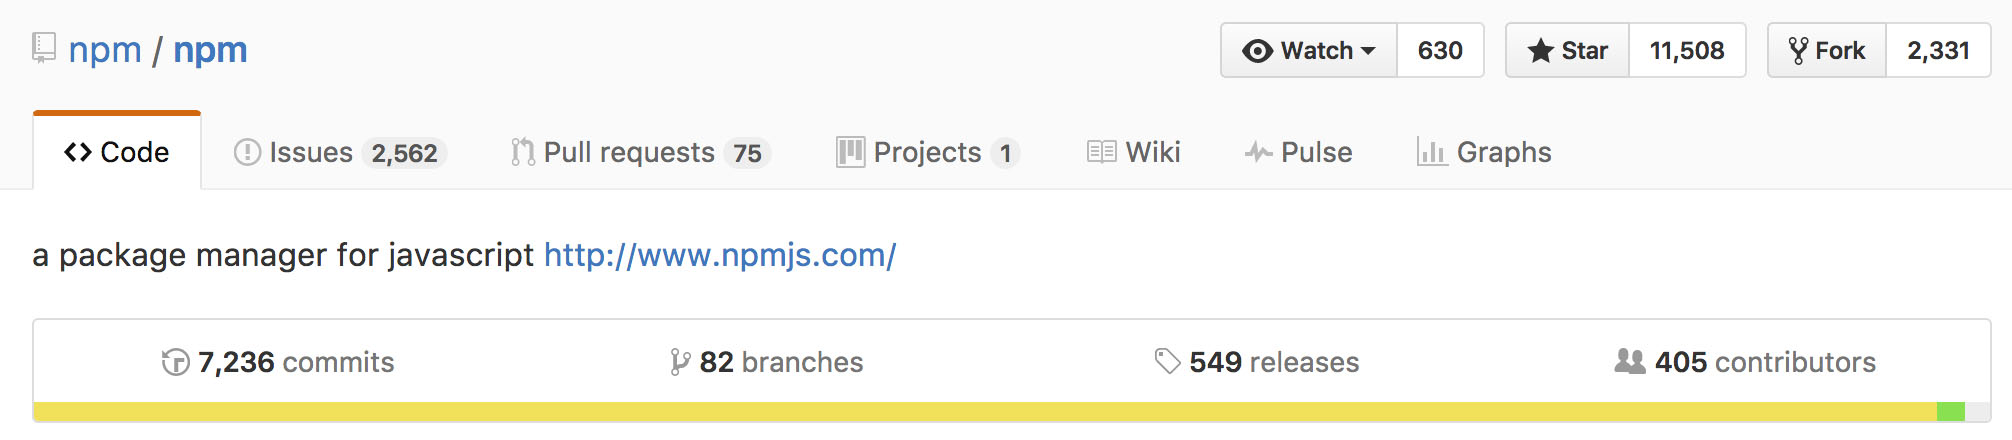 npm / npm Watch 630 Star 11,508 Fork 2,331
Code Issues 2,562 Pull requests 75 Projects 1 Wiki Pulse Graphs
a package manager for javascript http://www.npmjs.com/
7,236 commits 82 branches 549 releases 405 contributors